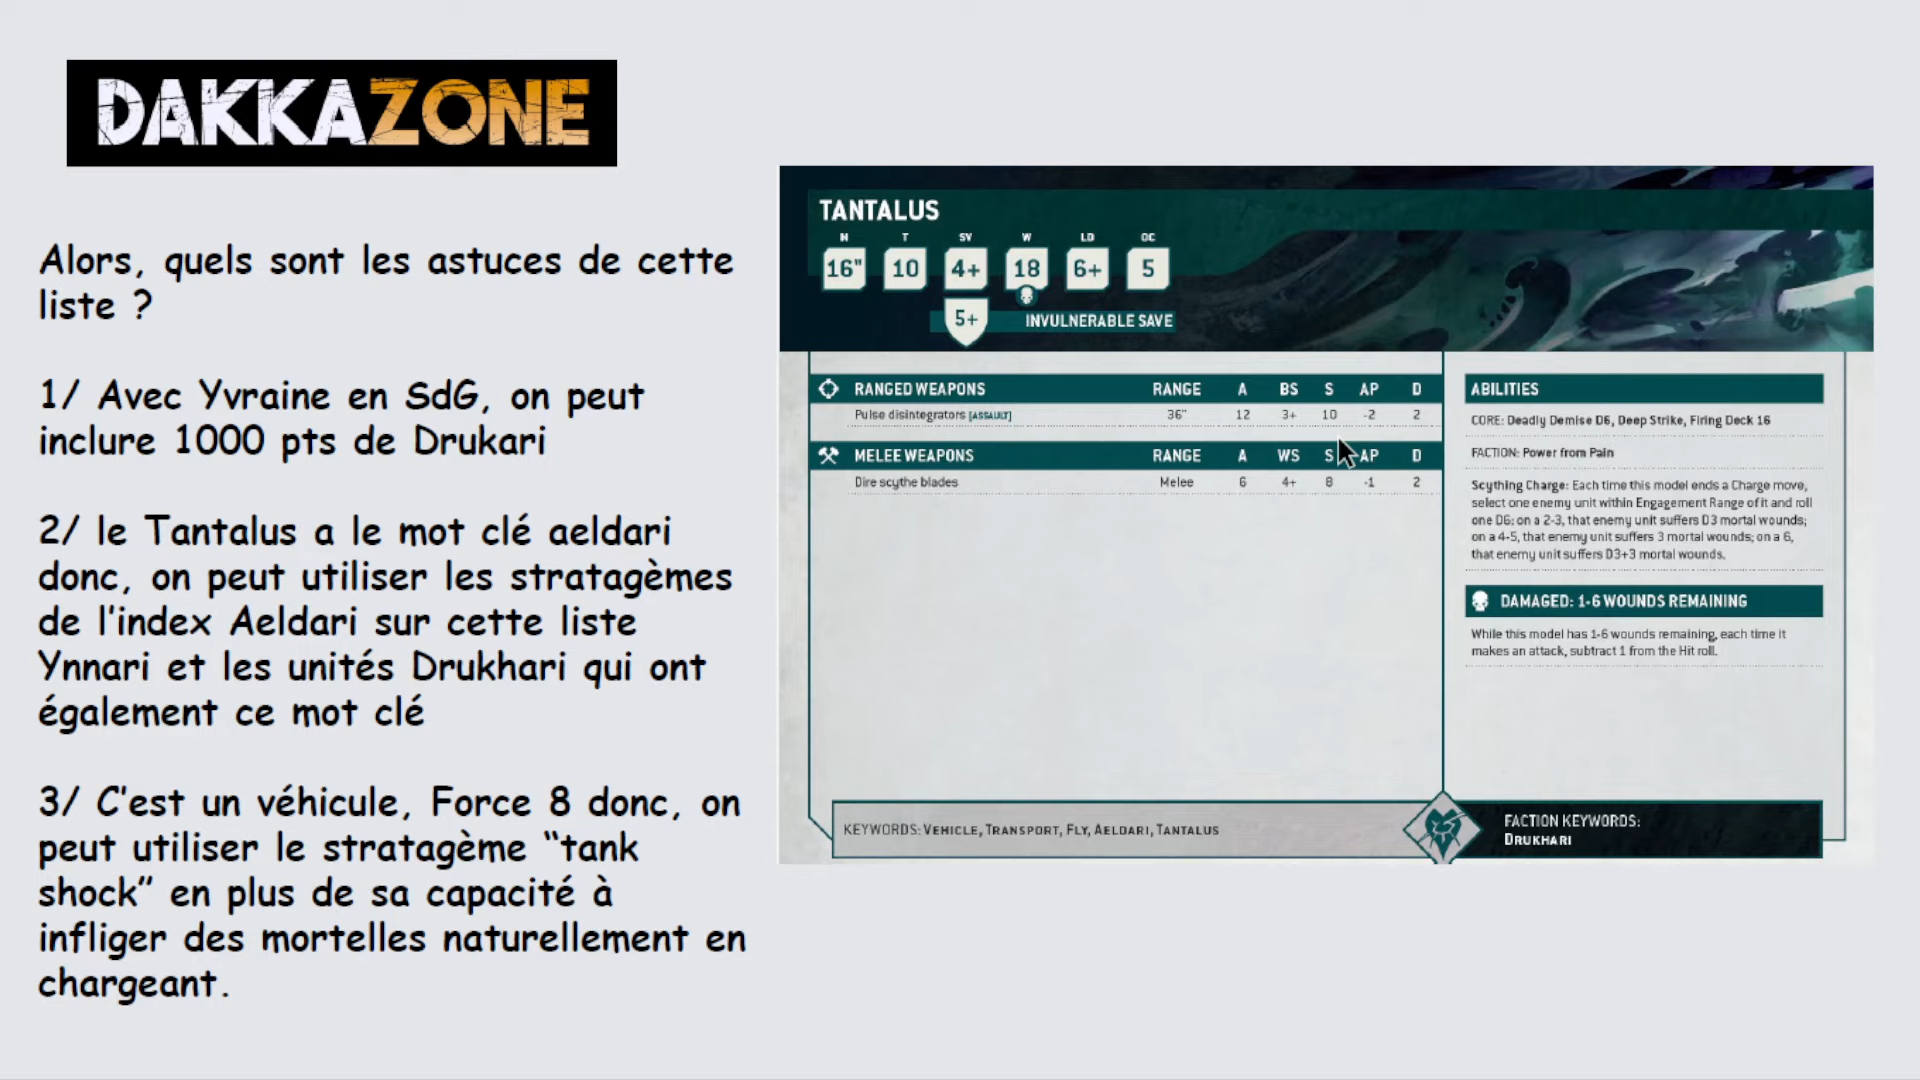 DAKKAZONE
Alors, quels sont les astuces de cette
liste ?
1/ Avec Yvraine en SdG, on peut
inclure 1000 pts de Drukari
2/ le Tantalus a le mot clé aeldari
donc, on peut utiliser les stratagèmes
de l'index Aeldari sur cette liste
Ynnari et les unités Drukhari qui ont
également ce mot clé
3/ C'est un véhicule, Force 8 donc, on
peut utiliser le stratagème "tank
shock" en plus de sa capacité à
infliger des mortelles naturellement en
chargeant.
TANTALUS
M T SV W LD OC
16" 10 4+ 18 6+ 5
5+ INVULNERABLE SAVE
RANGED WEAPONS RANGE A BS S AP D
Pulse disintegrators [ASSAULT] 36" 12 3+ 10 -2 2
MELEE WEAPONS RANGE A WS S AP D
Dire scythe blades Melee 6 4+ 8 -1 2
ABILITIES
CORE: Deadly Demise D6, Deep Strike, Firing Deck 16
FACTION: Power from Pain
Scything Charge: Each time this model ends a Charge move,
select one enemy unit within Engagement Range of it and roll
one D6: on a 2-3, that enemy unit suffers D3 mortal wounds;
on a 4-5, that enemy unit suffers 3 mortal wounds; on a 6,
that enemy unit suffers D3+3 mortal wounds.
DAMAGED: 1-6 WOUNDS REMAINING
While this model has 1-6 wounds remaining, each time it
makes an attack, subtract 1 from the Hit roll.
KEYWORDS: VEHICLE, TRANSPORT, FLY, AELDARI, TANTALUS
FACTION KEYWORDS:
DRUKHARI